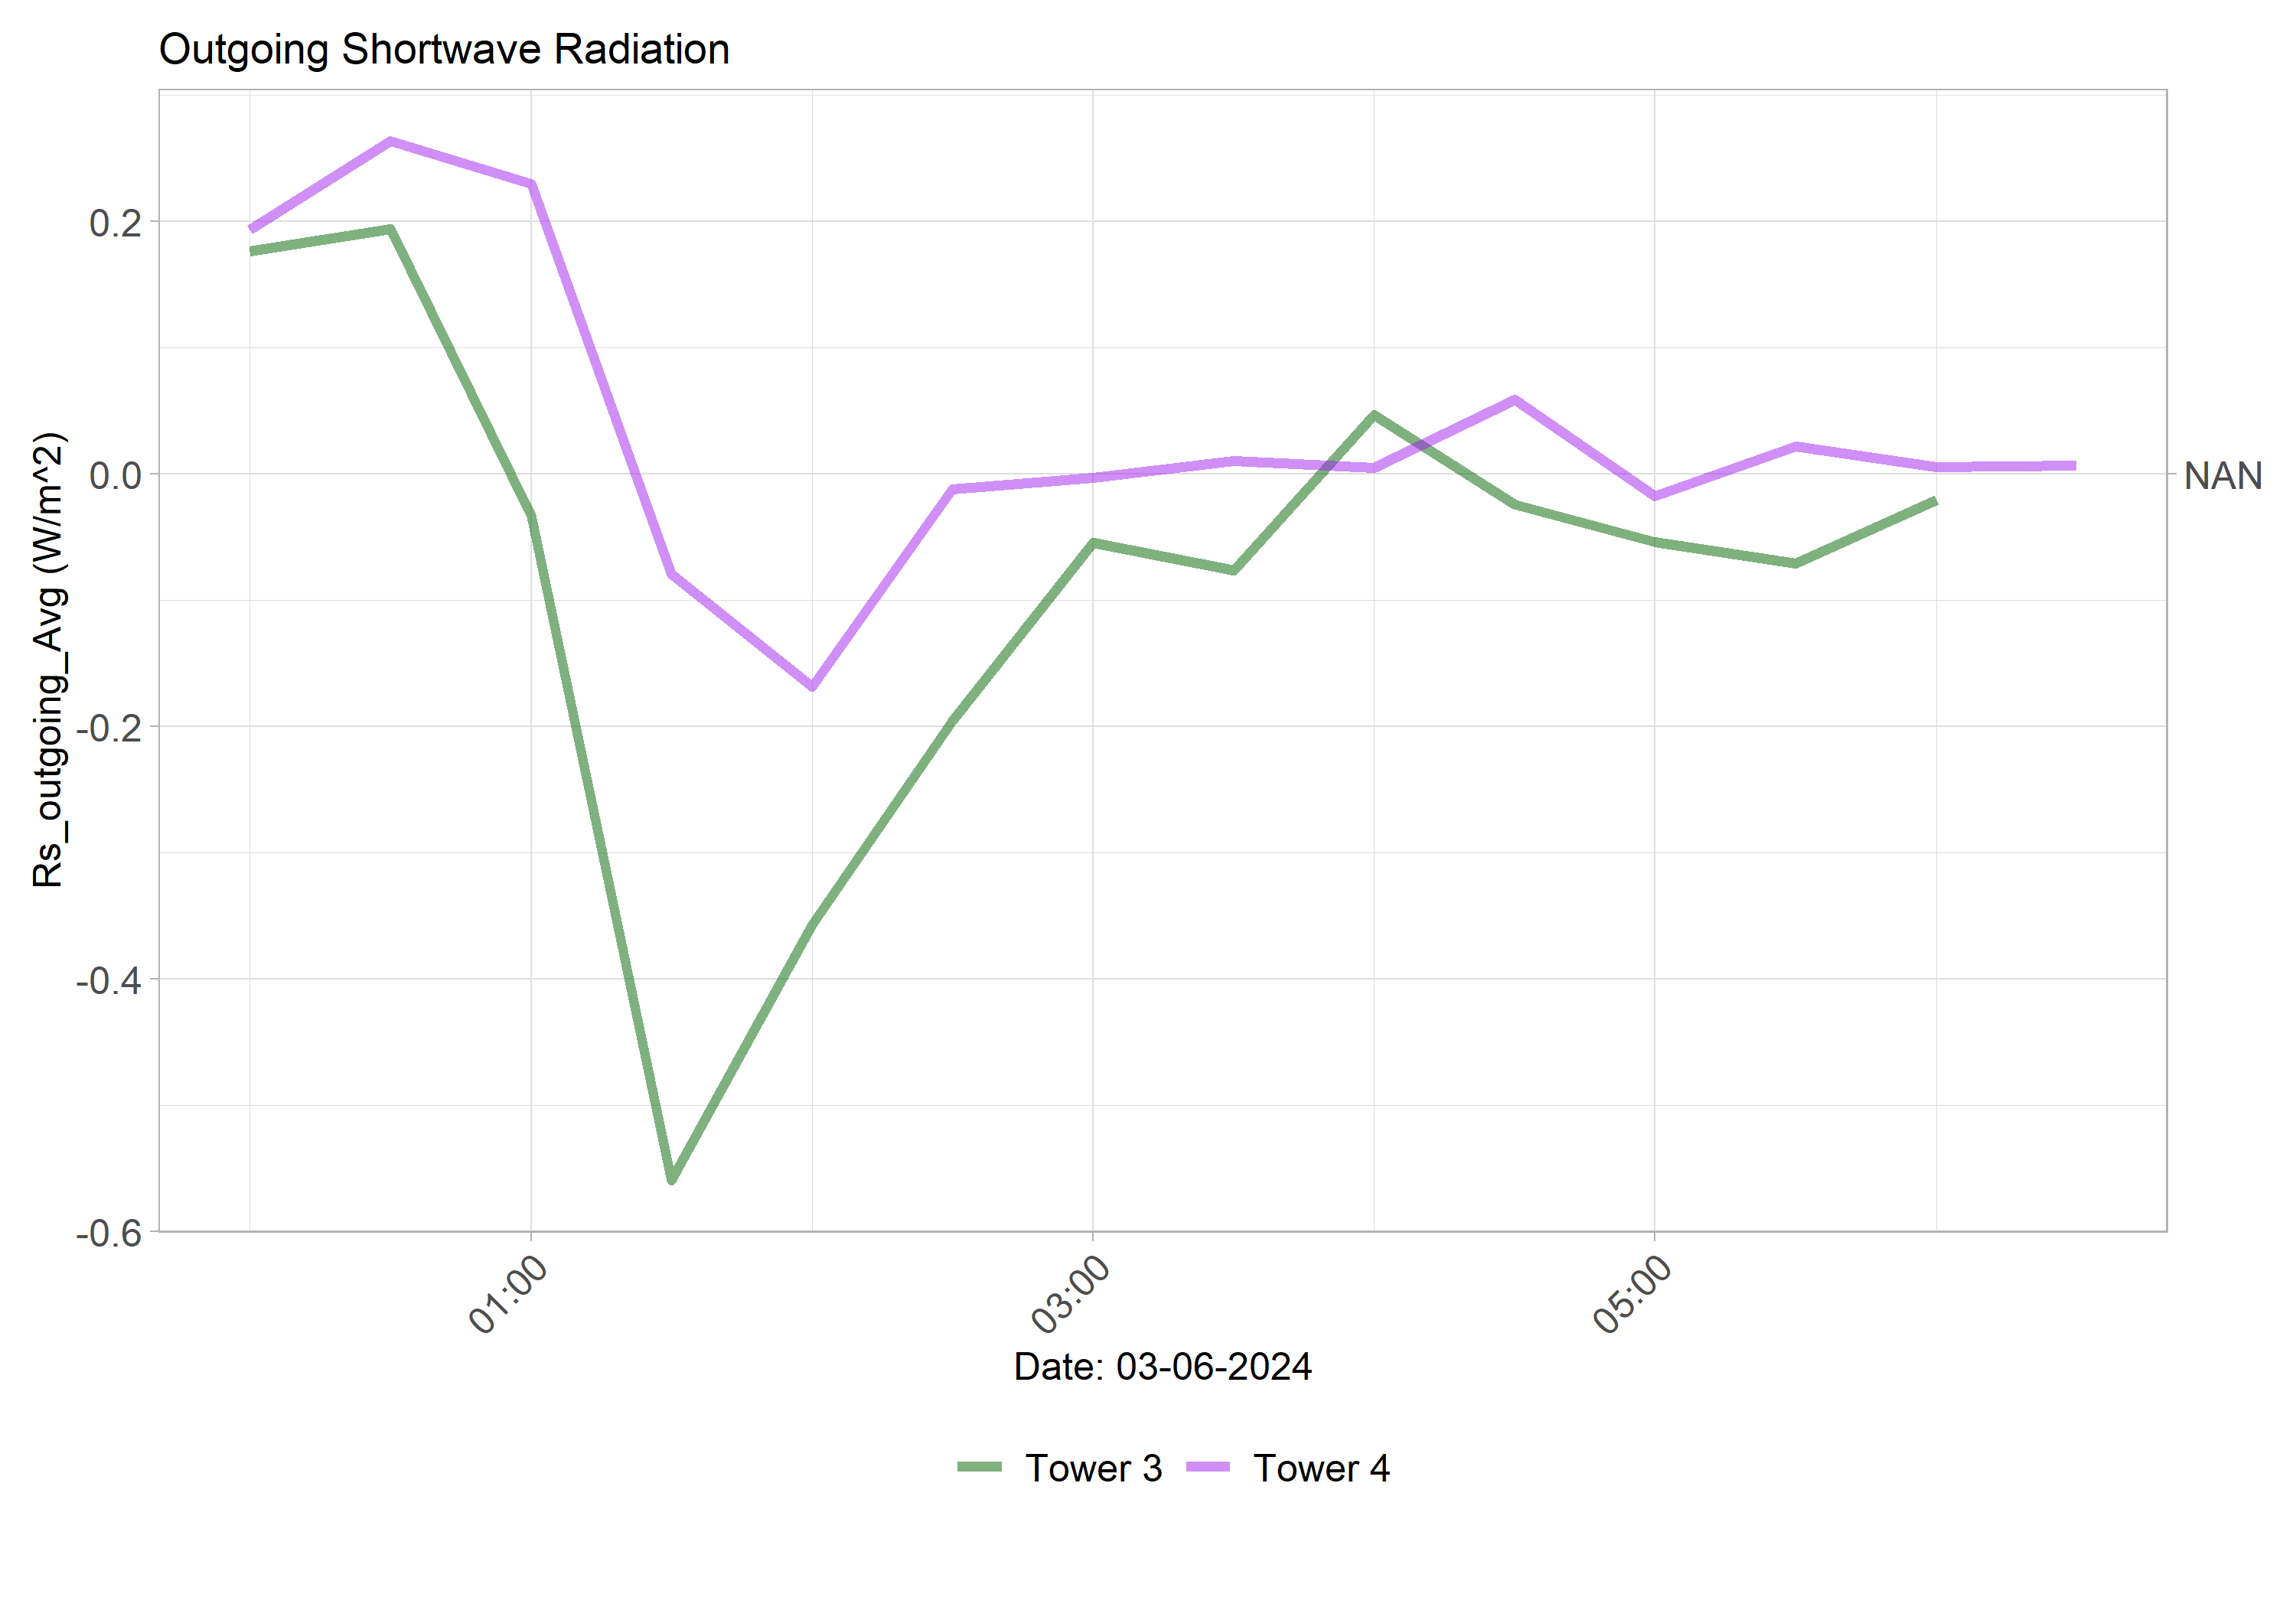 Outgoing Shortwave Radiation
Rs_outgoing_Avg (W/m^2)
0.2
0.0
-0.2
-0.4
-0.6
NAN
01:00
03:00
05:00
Date: 03-06-2024
Tower 3
Tower 4